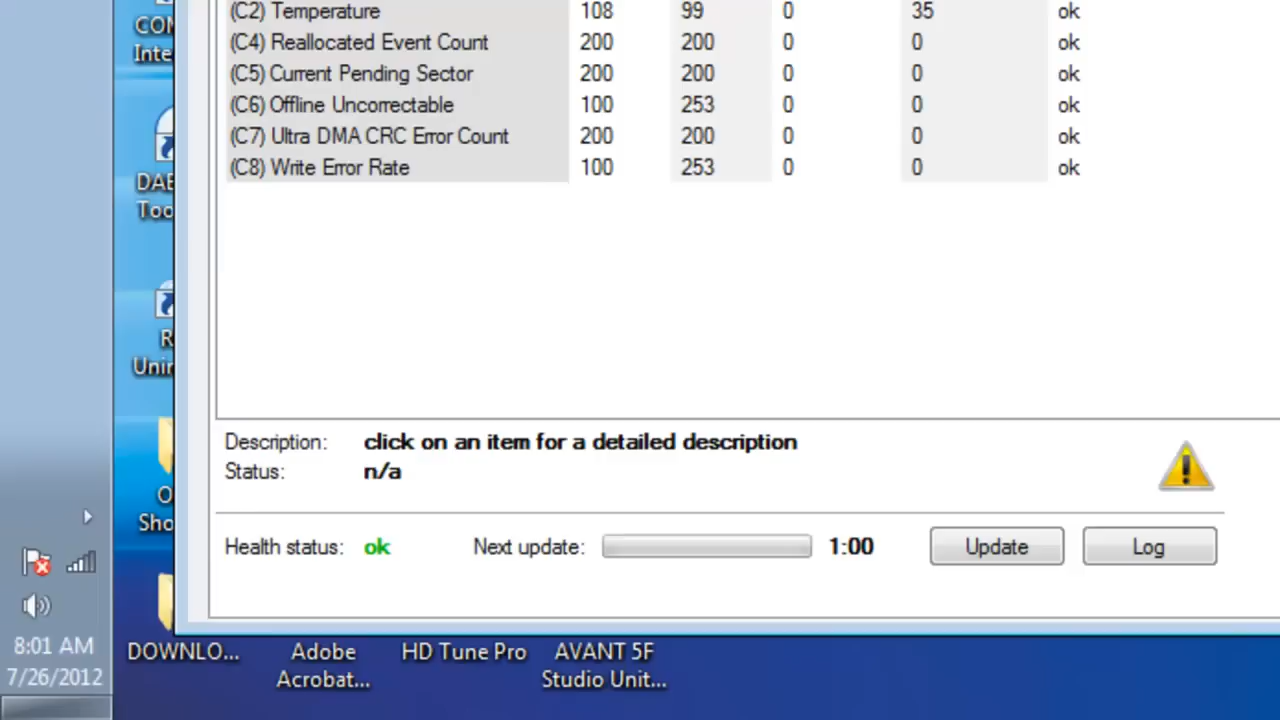 (C2) Temperature 108 99 0 35 ok
(C4) Reallocated Event Count 200 200 0 0 ok
(C5) Current Pending Sector 200 200 0 0 ok
(C6) Offline Uncorrectable 100 253 0 0 ok
(C7) Ultra DMA CRC Error Count 200 200 0 0 ok
(C8) Write Error Rate 100 253 0 0 ok
Description: click on an item for a detailed description
Status: n/a
Health status: ok Next update: 1:00 Update Log
8:01 AM
7/26/2012
DOWNLO...
Adobe
Acrobat...
HD Tune Pro
AVANT 5F
Studio Unit...